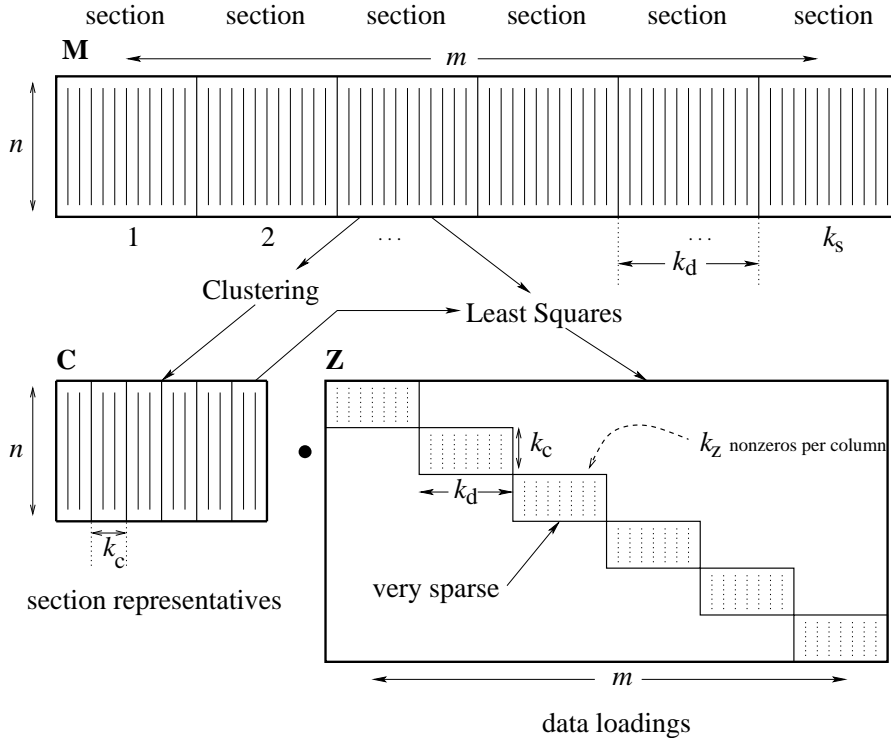 section section section section section section
M
m
n
1 2 ... ... k_s
k_d
Clustering
Least Squares
C Z
n
k_c
k_z nonzeros per column
k_d
k_c
very sparse
section representatives
m
data loadings